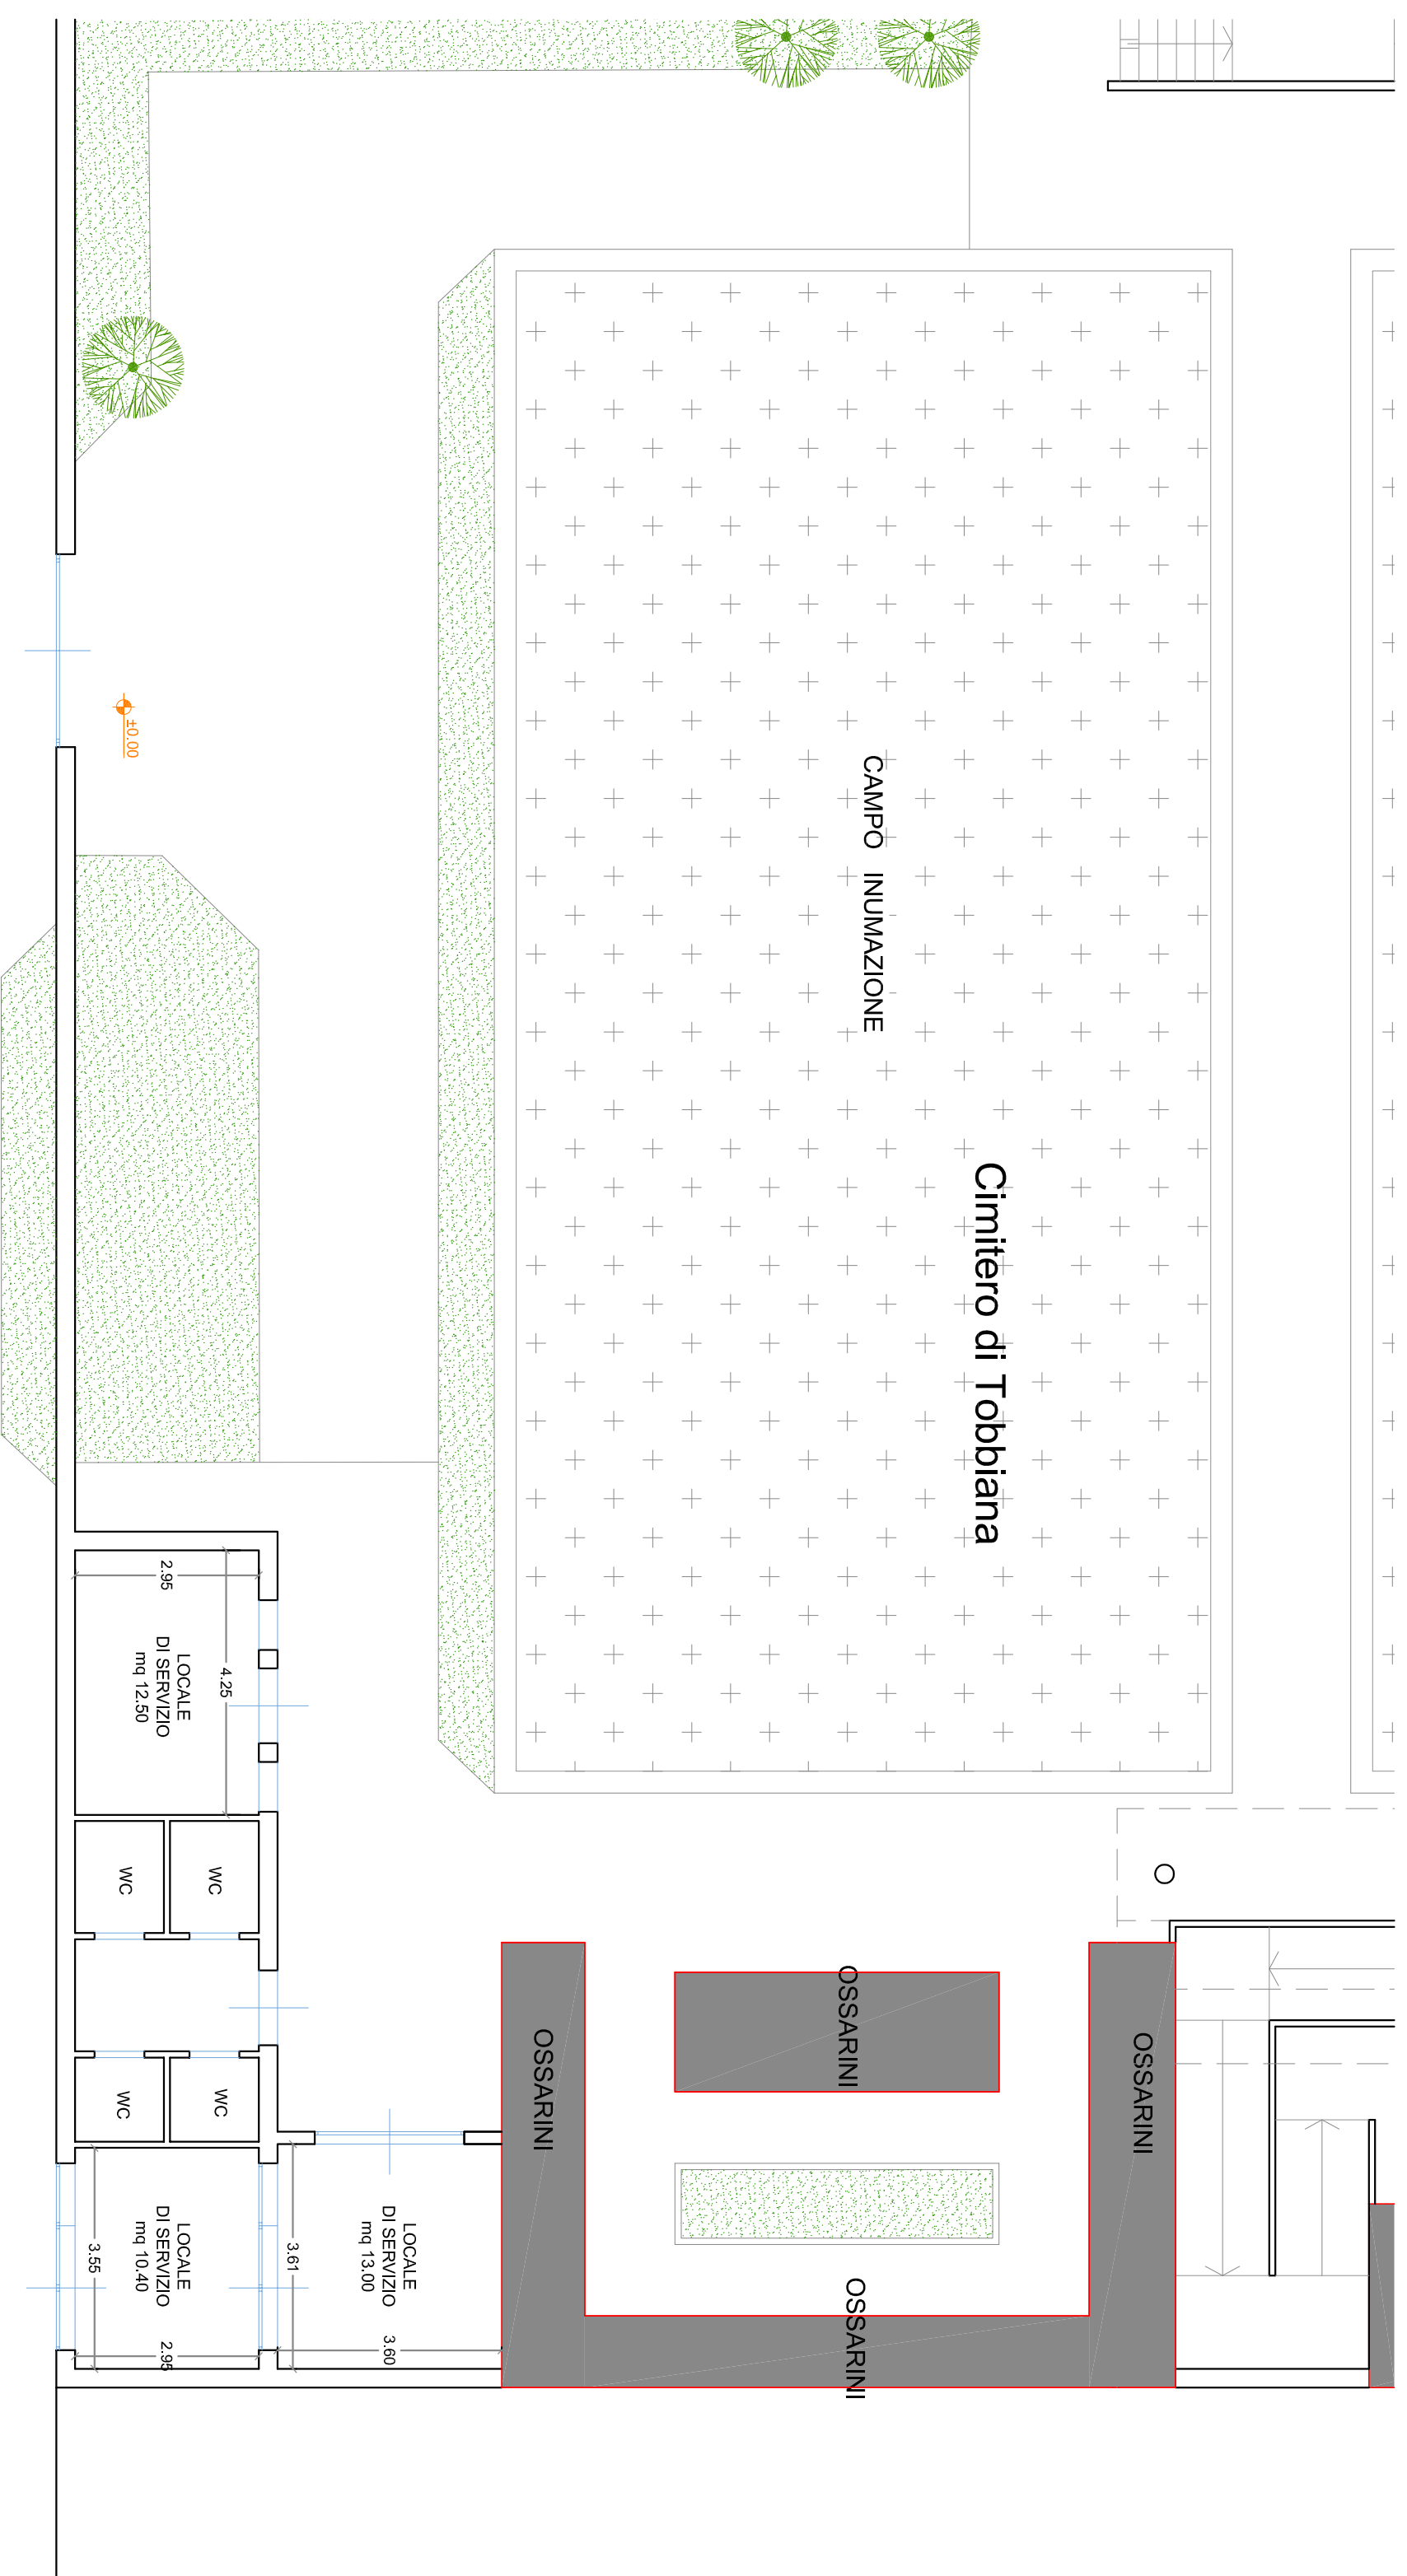 ±0.00
CAMPO INUMAZIONE
Cimitero di Tobbiana
2.95
4.25
LOCALE
DI SERVIZIO
mq 12.50
WC
WC
WC
WC
OSSARINI
OSSARINI
OSSARINI
OSSARINI
LOCALE
DI SERVIZIO
mq 10.40
3.55
2.95
3.61
LOCALE
DI SERVIZIO
mq 13.00
3.60